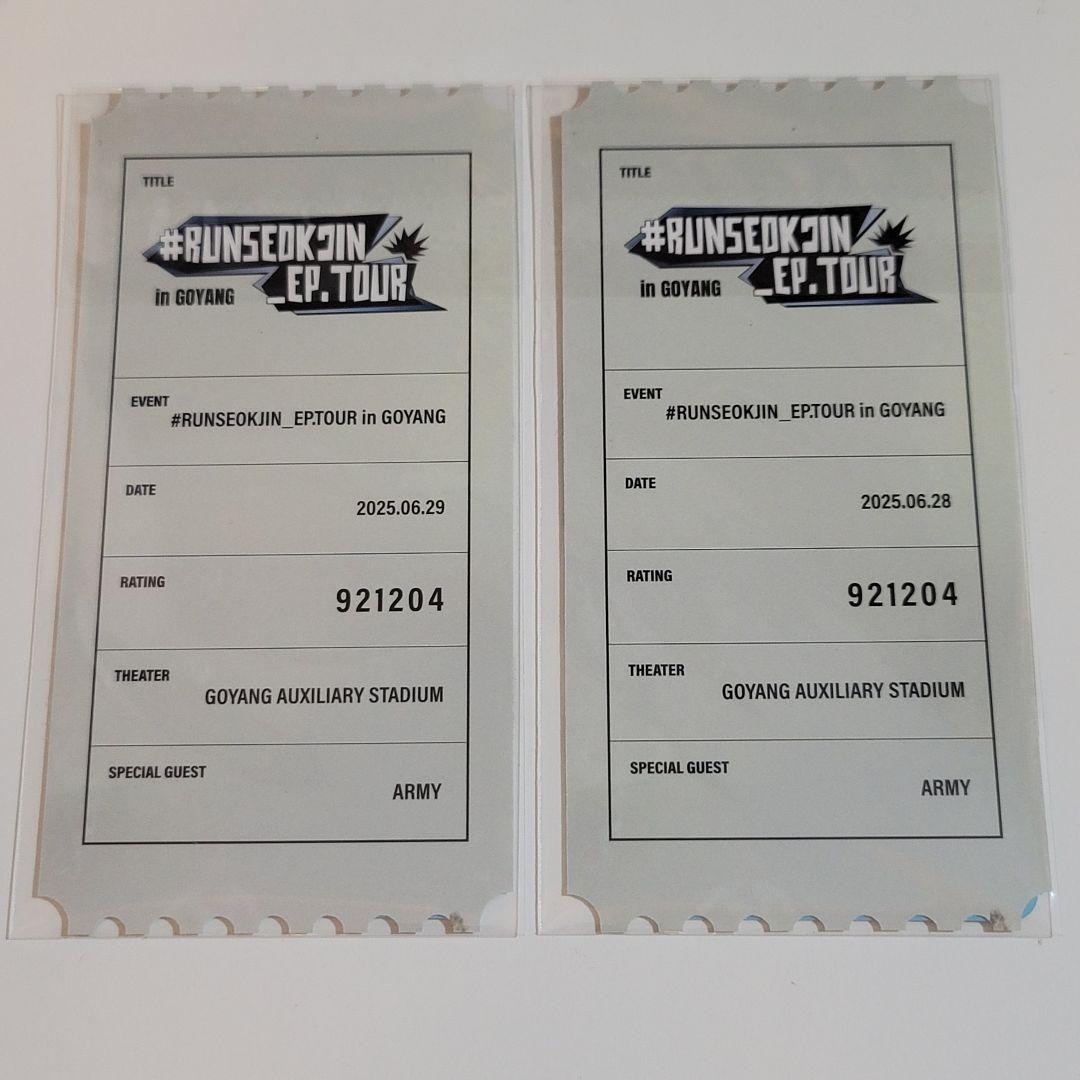 TITLE
#RUNSEOKJIN
_EP.TOUR
in GOYANG
EVENT
#RUNSEOKJIN_EP.TOUR in GOYANG
DATE
2025.06.29
RATING
921204
THEATER
GOYANG AUXILIARY STADIUM
SPECIAL GUEST
ARMY
TITLE
#RUNSEOKJIN
_EP.TOUR
in GOYANG
EVENT
#RUNSEOKJIN_EP.TOUR in GOYANG
DATE
2025.06.28
RATING
921204
THEATER
GOYANG AUXILIARY STADIUM
SPECIAL GUEST
ARMY